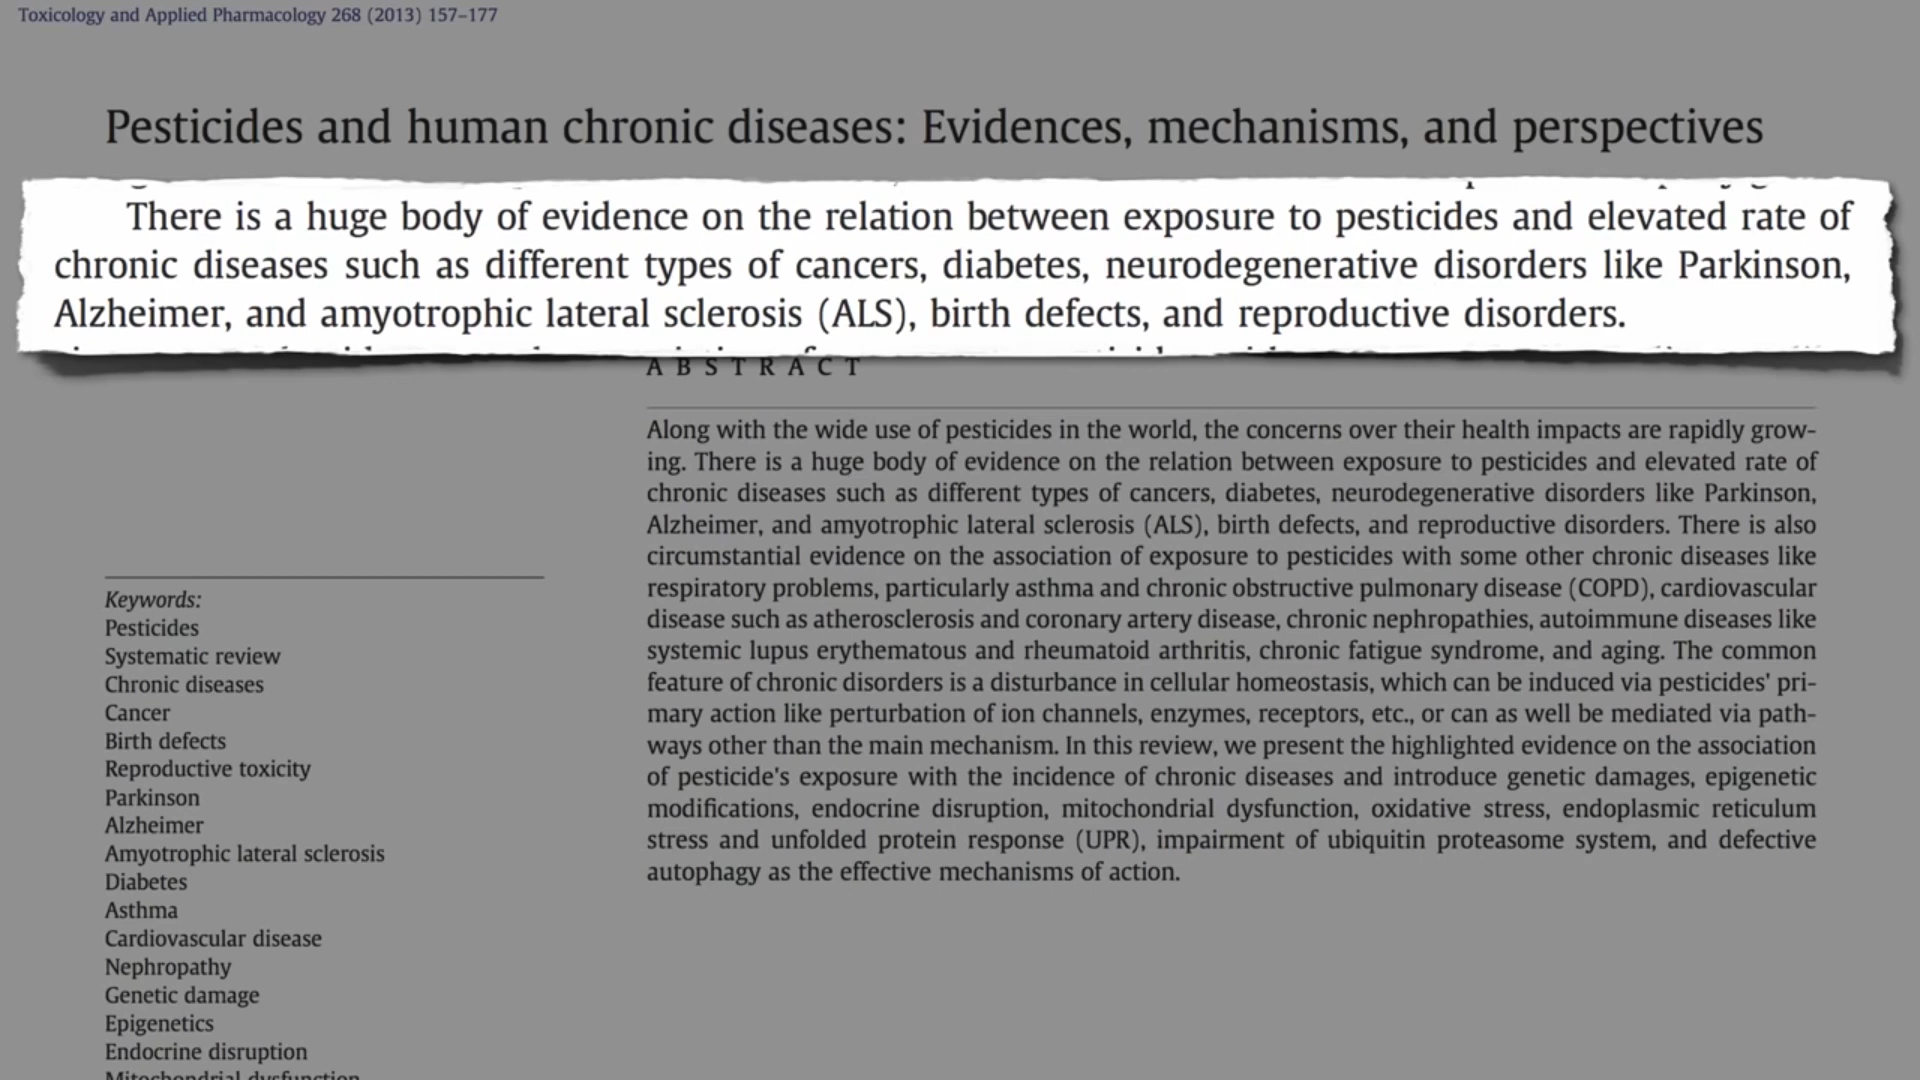 Toxicology and Applied Pharmacology 268 (2013) 157–177
Pesticides and human chronic diseases: Evidences, mechanisms, and perspectives
There is a huge body of evidence on the relation between exposure to pesticides and elevated rate of
chronic diseases such as different types of cancers, diabetes, neurodegenerative disorders like Parkinson,
Alzheimer, and amyotrophic lateral sclerosis (ALS), birth defects, and reproductive disorders.
ABSTRACT
Along with the wide use of pesticides in the world, the concerns over their health impacts are rapidly grow-
ing. There is a huge body of evidence on the relation between exposure to pesticides and elevated rate of
chronic diseases such as different types of cancers, diabetes, neurodegenerative disorders like Parkinson,
Alzheimer, and amyotrophic lateral sclerosis (ALS), birth defects, and reproductive disorders. There is also
circumstantial evidence on the association of exposure to pesticides with some other chronic diseases like
respiratory problems, particularly asthma and chronic obstructive pulmonary disease (COPD), cardiovascular
disease such as atherosclerosis and coronary artery disease, chronic nephropathies, autoimmune diseases like
systemic lupus erythematous and rheumatoid arthritis, chronic fatigue syndrome, and aging. The common
feature of chronic disorders is a disturbance in cellular homeostasis, which can be induced via pesticides' pri-
mary action like perturbation of ion channels, enzymes, receptors, etc., or can as well be mediated via path-
ways other than the main mechanism. In this review, we present the highlighted evidence on the association
of pesticide's exposure with the incidence of chronic diseases and introduce genetic damages, epigenetic
modifications, endocrine disruption, mitochondrial dysfunction, oxidative stress, endoplasmic reticulum
stress and unfolded protein response (UPR), impairment of ubiquitin proteasome system, and defective
autophagy as the effective mechanisms of action.
Keywords:
Pesticides
Systematic review
Chronic diseases
Cancer
Birth defects
Reproductive toxicity
Parkinson
Alzheimer
Amyotrophic lateral sclerosis
Diabetes
Asthma
Cardiovascular disease
Nephropathy
Genetic damage
Epigenetics
Endocrine disruption
Mitochondrial dysfunction